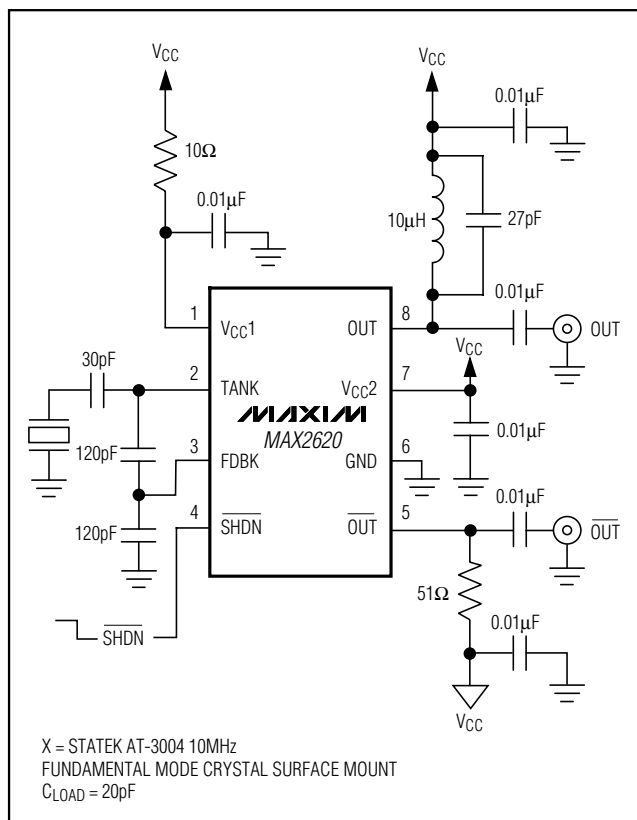 VCC
10Ω
0.01µF
VCC
0.01µF
10µH
27pF
0.01µF
OUT
1
VCC1
OUT
8
30pF
2
TANK
VCC2
7
VCC
MAXIM
MAX2620
0.01µF
120pF
3
FDBK
GND
6
120pF
4
SHDN
OUT
5
0.01µF
OUT
51Ω
0.01µF
SHDN
VCC
X = STATEK AT-3004 10MHz
FUNDAMENTAL MODE CRYSTAL SURFACE MOUNT
CLOAD = 20pF